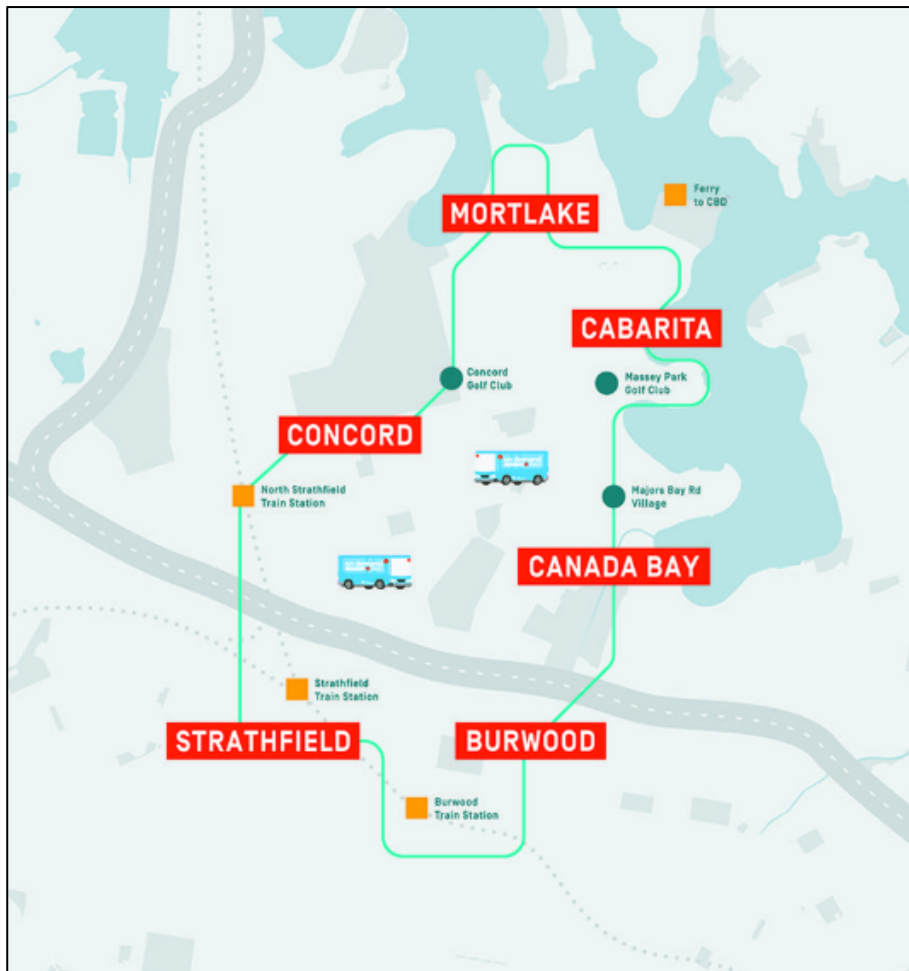 MORTLAKE
Ferry
to CBD
CABARITA
Concord
Golf Club
Massey Park
Golf Club
CONCORD
North Strathfield
Train Station
Majors Bay Rd
Village
CANADA BAY
Strathfield
Train Station
STRATHFIELD
BURWOOD
Burwood
Train Station